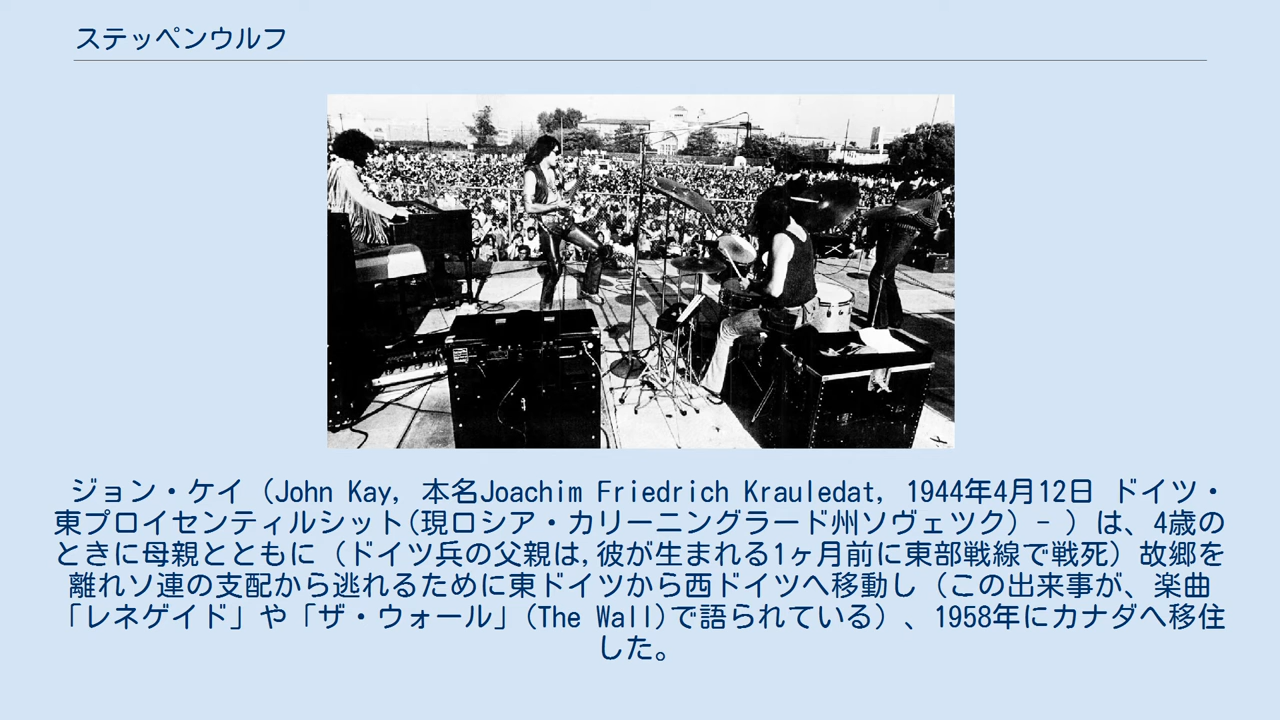 ステッペンウルフ
ジョン・ケイ（John Kay, 本名Joachim Friedrich Krauledat, 1944年4月12日 ドイツ・
東プロイセンティルシット(現ロシア・カリーニングラード州ソヴェツク）- ）は、4歳の
ときに母親とともに（ドイツ兵の父親は,彼が生まれる1ヶ月前に東部戦線で戦死）故郷を
離れソ連の支配から逃れるために東ドイツから西ドイツへ移動し（この出来事が、楽曲
「レネゲイド」や「ザ・ウォール」(The Wall)で語られている）、1958年にカナダへ移住
した。